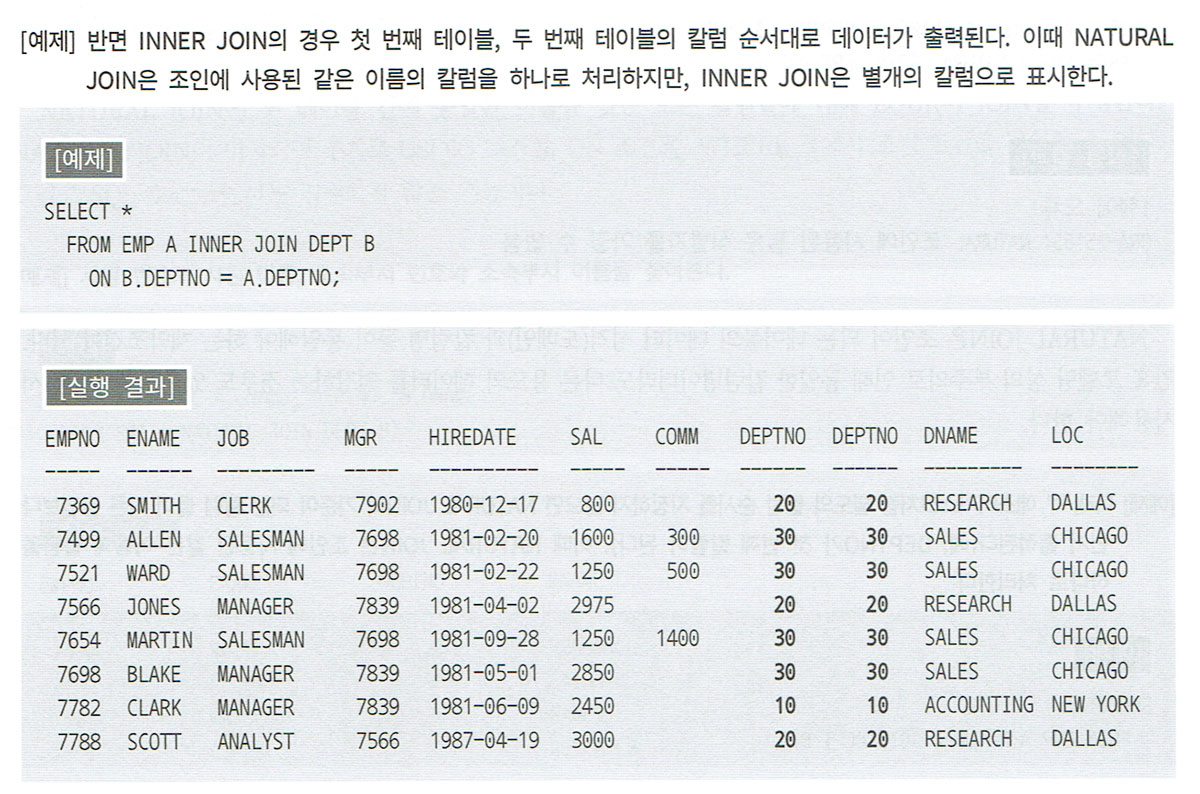 [예제] 반면 INNER JOIN의 경우 첫 번째 테이블, 두 번째 테이블의 칼럼 순서대로 데이터가 출력된다. 이때 NATURAL
JOIN은 조인에 사용된 같은 이름의 칼럼을 하나로 처리하지만, INNER JOIN은 별개의 칼럼으로 표시한다.
[예제]
SELECT *
FROM EMP A INNER JOIN DEPT B
ON B.DEPTNO = A.DEPTNO;
[실행 결과]
EMPNO ENAME JOB MGR HIREDATE SAL COMM DEPTNO DEPTNO DNAME LOC
----- ------ --------- ----- ---------- ----- ----- ------ ------ --------- --------
7369 SMITH CLERK 7902 1980-12-17 800 20 20 RESEARCH DALLAS
7499 ALLEN SALESMAN 7698 1981-02-20 1600 300 30 30 SALES CHICAGO
7521 WARD SALESMAN 7698 1981-02-22 1250 500 30 30 SALES CHICAGO
7566 JONES MANAGER 7839 1981-04-02 2975 20 20 RESEARCH DALLAS
7654 MARTIN SALESMAN 7698 1981-09-28 1250 1400 30 30 SALES CHICAGO
7698 BLAKE MANAGER 7839 1981-05-01 2850 30 30 SALES CHICAGO
7782 CLARK MANAGER 7839 1981-06-09 2450 10 10 ACCOUNTING NEW YORK
7788 SCOTT ANALYST 7566 1987-04-19 3000 20 20 RESEARCH DALLAS